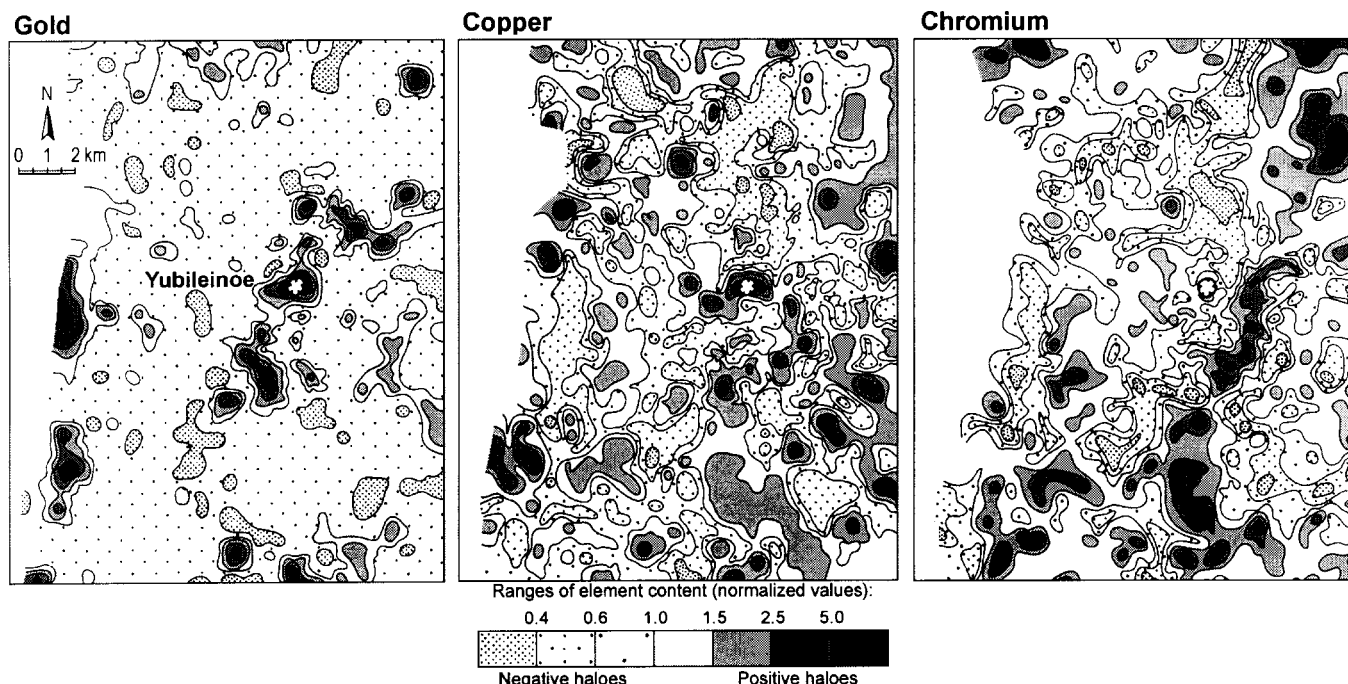 Gold
Copper
Chromium
N
0 1 2 km
Yubileinoe
Ranges of element content (normalized values):
0.4 0.6 1.0 1.5 2.5 5.0
Negative haloes Positive haloes